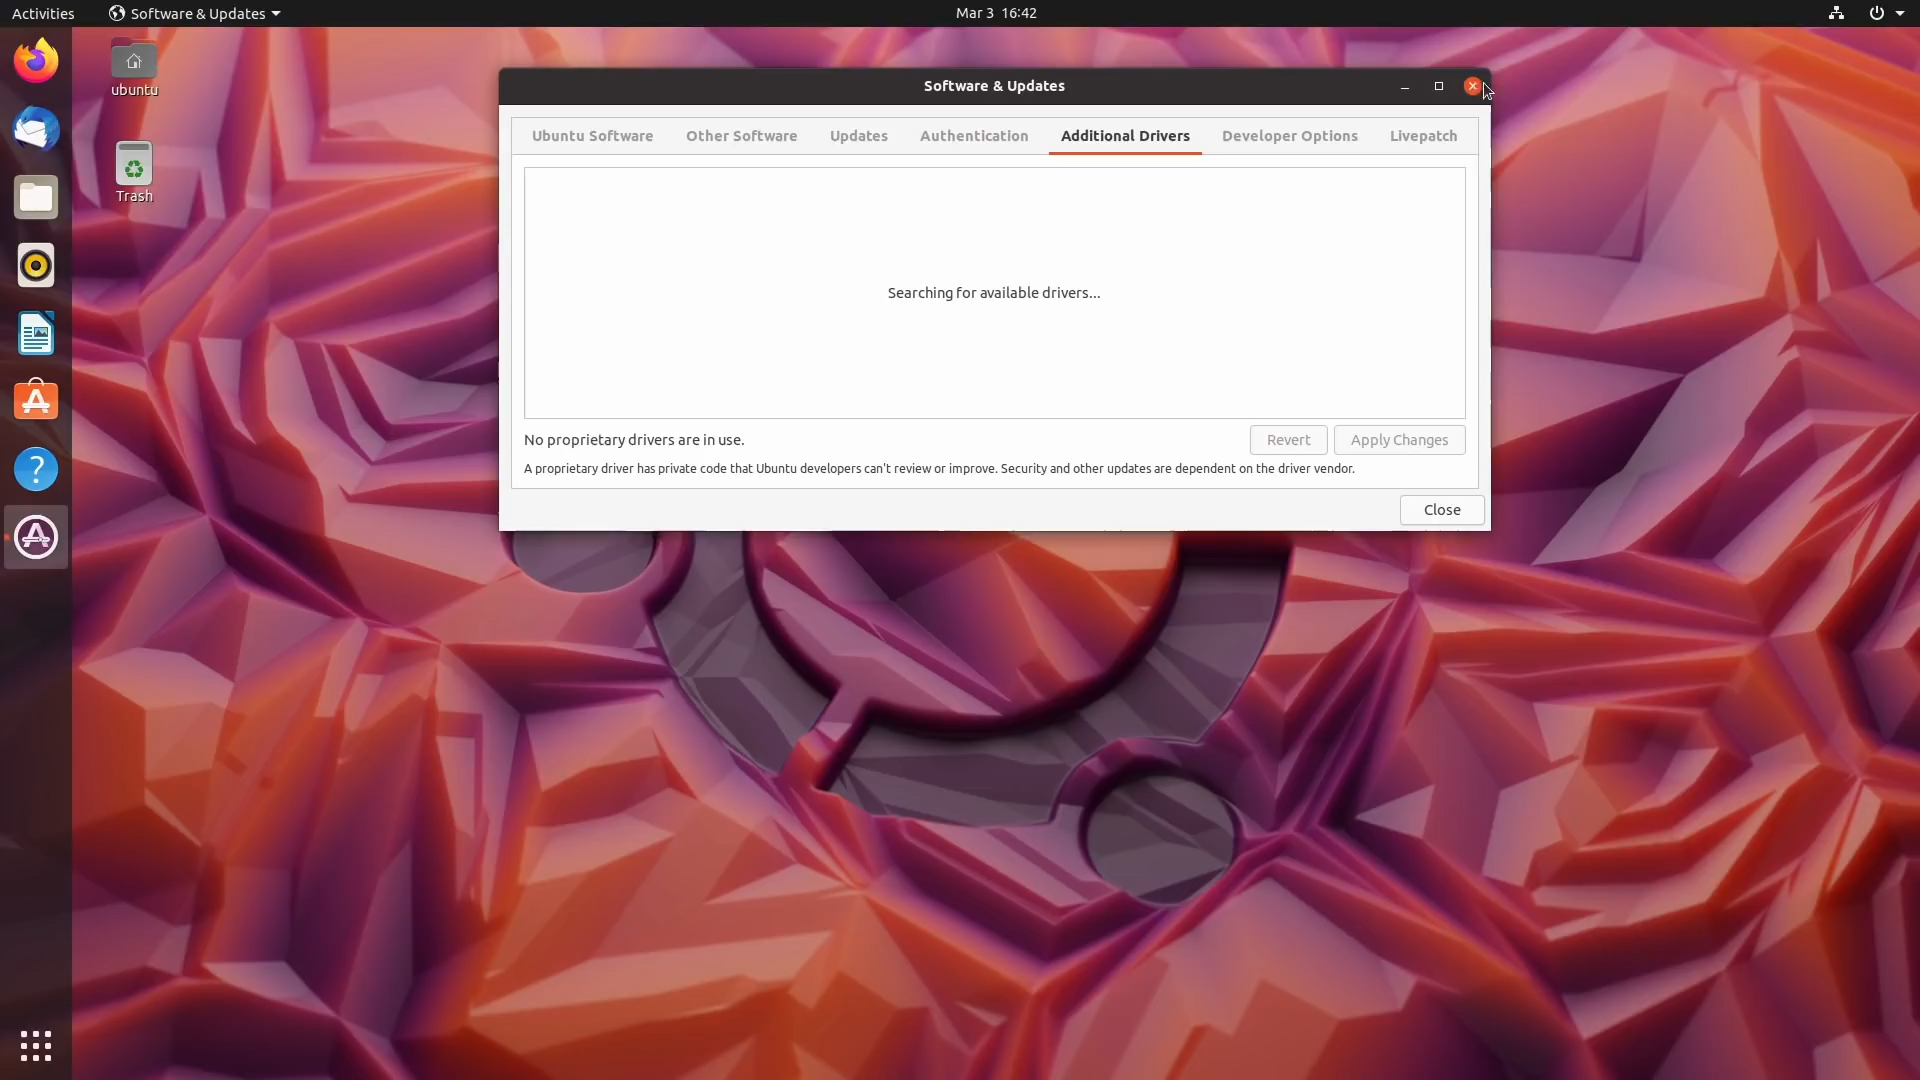 Activities
Software & Updates
Mar 3 16:42
ubuntu
Trash
Software & Updates
Ubuntu Software
Other Software
Updates
Authentication
Additional Drivers
Developer Options
Livepatch
Searching for available drivers...
No proprietary drivers are in use.
Revert
Apply Changes
A proprietary driver has private code that Ubuntu developers can't review or improve. Security and other updates are dependent on the driver vendor.
Close